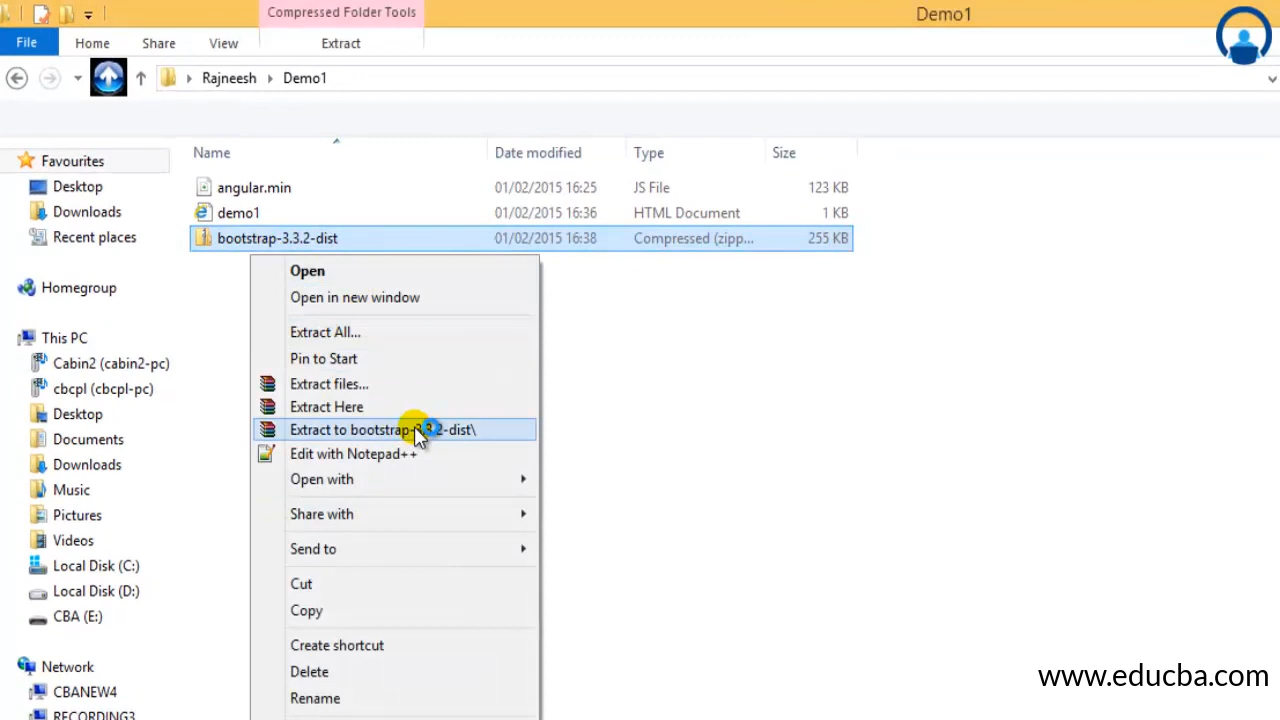 Compressed Folder Tools
Demo1
File Home Share View Extract
Rajneesh Demo1
Name Date modified Type Size
angular.min 01/02/2015 16:25 JS File 123 KB
demo1 01/02/2015 16:36 HTML Document 1 KB
bootstrap-3.3.2-dist 01/02/2015 16:38 Compressed (zipp... 255 KB
Favourites
Desktop
Downloads
Recent places
Homegroup
This PC
Cabin2 (cabin2-pc)
cbcpl (cbcpl-pc)
Desktop
Documents
Downloads
Music
Pictures
Videos
Local Disk (C:)
Local Disk (D:)
CBA (E:)
Network
CBANEW4
RECORDING3
Open
Open in new window
Extract All...
Pin to Start
Extract files...
Extract Here
Extract to bootstrap-3.3.2-dist\
Edit with Notepad++
Open with
Share with
Send to
Cut
Copy
Create shortcut
Delete
Rename
www.educba.com